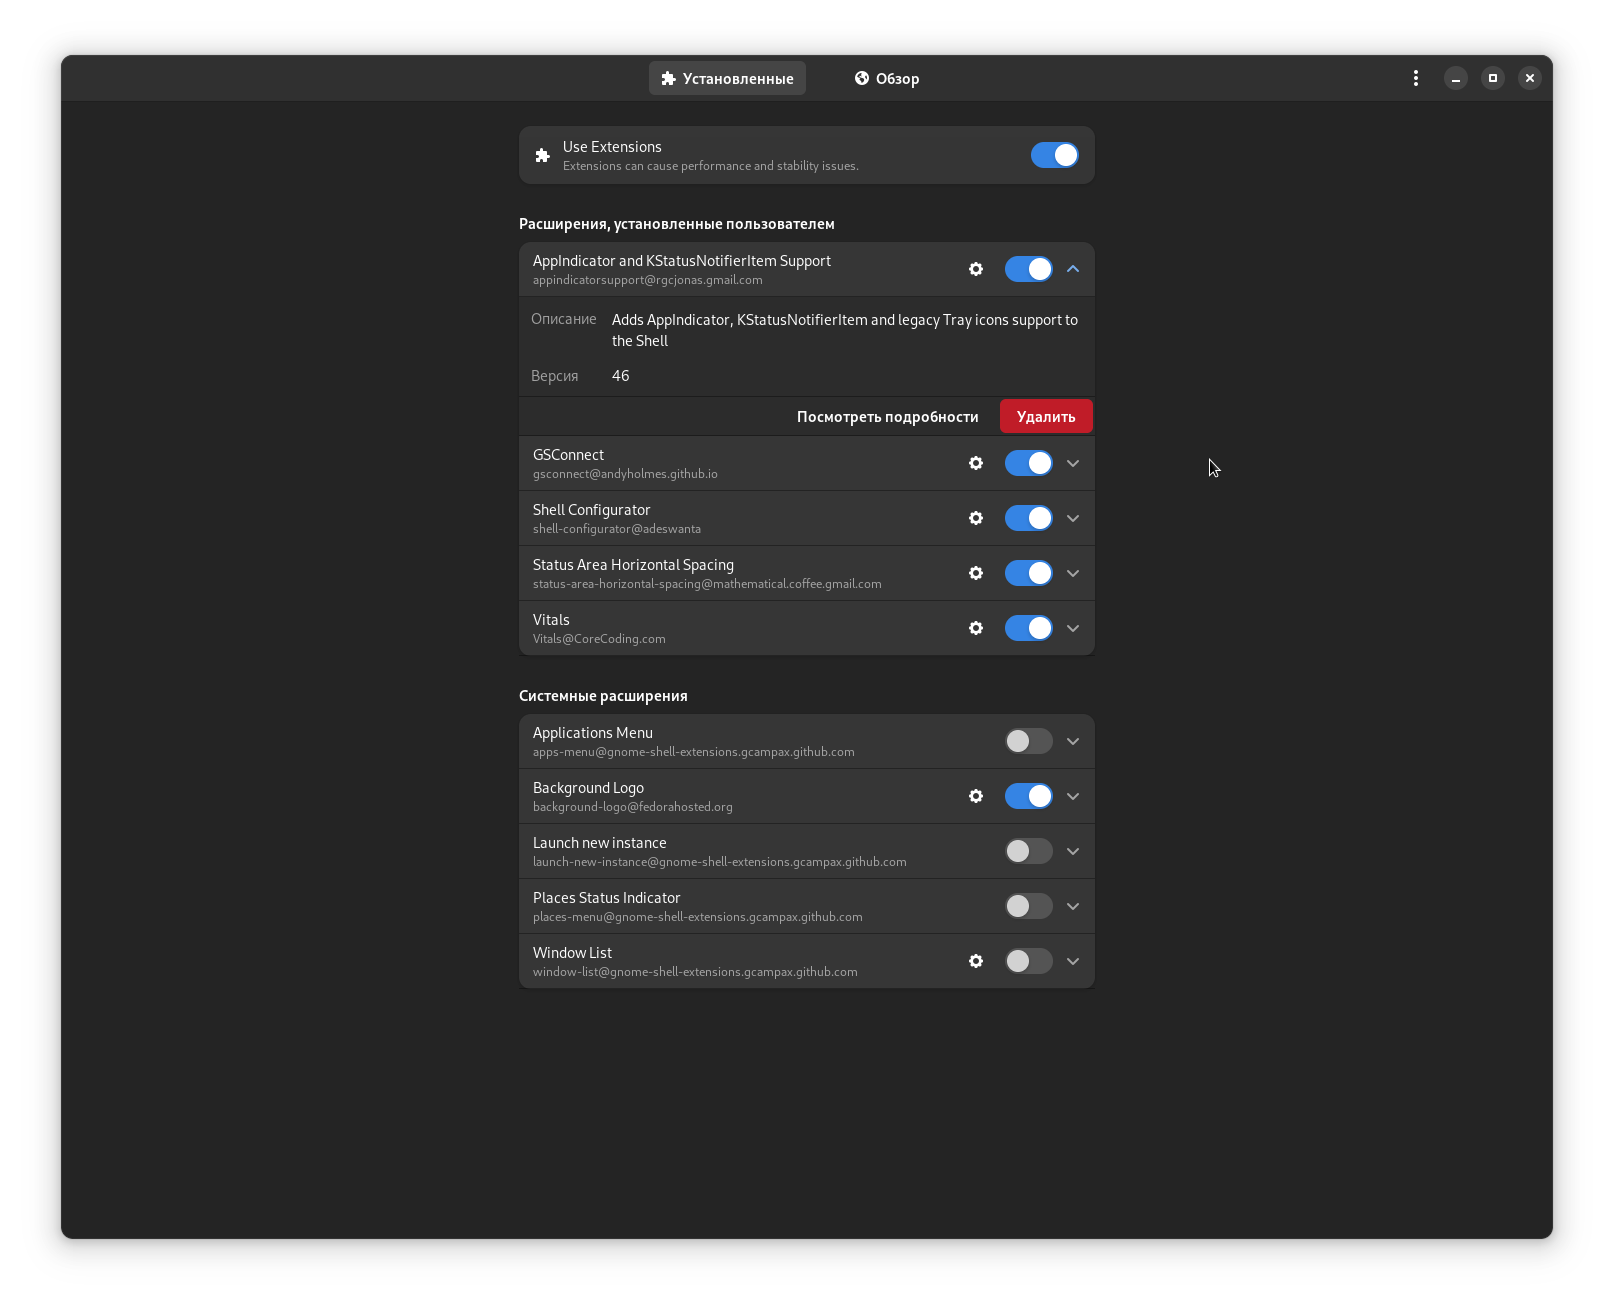 Установленные
Обзор
Use Extensions
Extensions can cause performance and stability issues.
Расширения, установленные пользователем
AppIndicator and KStatusNotifierItem Support
appindicatorsupport@rgcjonas.gmail.com
Описание
Adds AppIndicator, KStatusNotifierItem and legacy Tray icons support to
the Shell
Версия
46
Посмотреть подробности
Удалить
GSConnect
gsconnect@andyholmes.github.io
Shell Configurator
shell-configurator@adeswanta
Status Area Horizontal Spacing
status-area-horizontal-spacing@mathematical.coffee.gmail.com
Vitals
Vitals@CoreCoding.com
Системные расширения
Applications Menu
apps-menu@gnome-shell-extensions.gcampax.github.com
Background Logo
background-logo@fedorahosted.org
Launch new instance
launch-new-instance@gnome-shell-extensions.gcampax.github.com
Places Status Indicator
places-menu@gnome-shell-extensions.gcampax.github.com
Window List
window-list@gnome-shell-extensions.gcampax.github.com